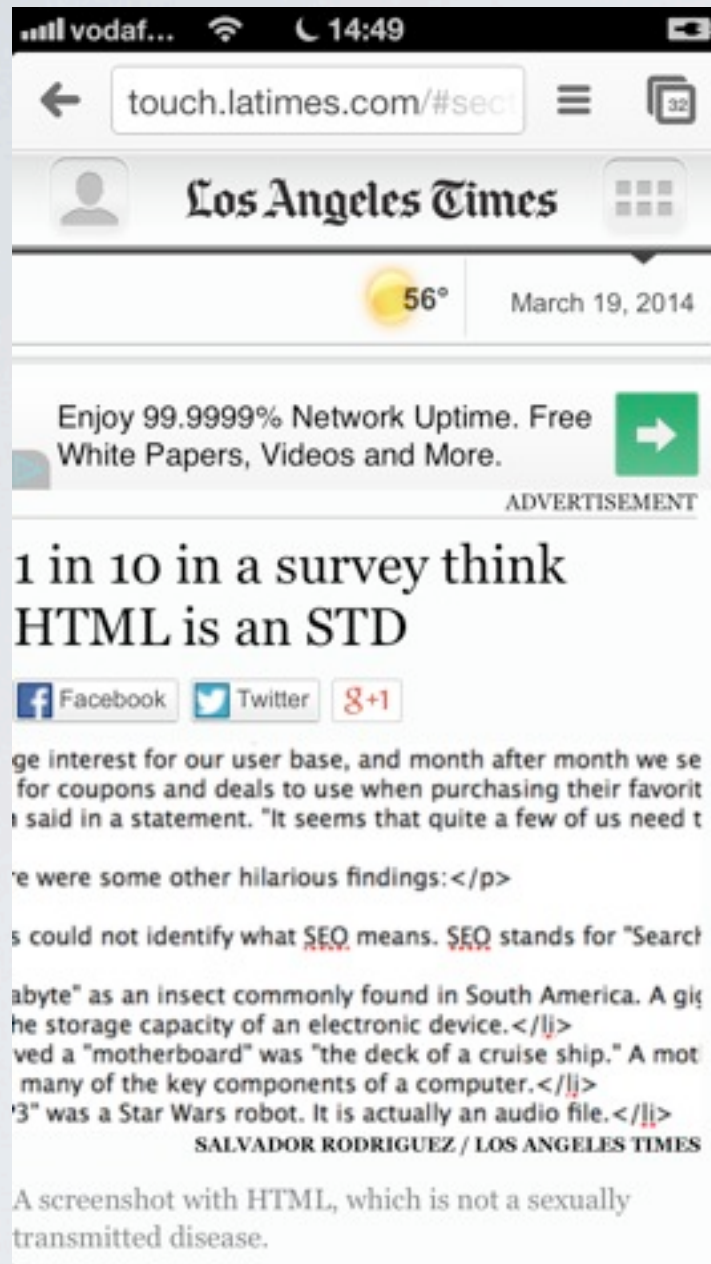 vodaf... 14:49
touch.latimes.com/#sect
32
Los Angeles Times
56° March 19, 2014
Enjoy 99.9999% Network Uptime. Free
White Papers, Videos and More.
ADVERTISEMENT
1 in 10 in a survey think
HTML is an STD
Facebook Twitter g+1
ge interest for our user base, and month after month we se
for coupons and deals to use when purchasing their favorit
said in a statement. "It seems that quite a few of us need t
e were some other hilarious findings:</p>
s could not identify what SEO means. SEO stands for "Search
abyte" as an insect commonly found in South America. A gig
he storage capacity of an electronic device.</li>
ved a "motherboard" was "the deck of a cruise ship." A mot
many of the key components of a computer.</li>
P3" was a Star Wars robot. It is actually an audio file.</li>
SALVADOR RODRIGUEZ / LOS ANGELES TIMES
A screenshot with HTML, which is not a sexually
transmitted disease.